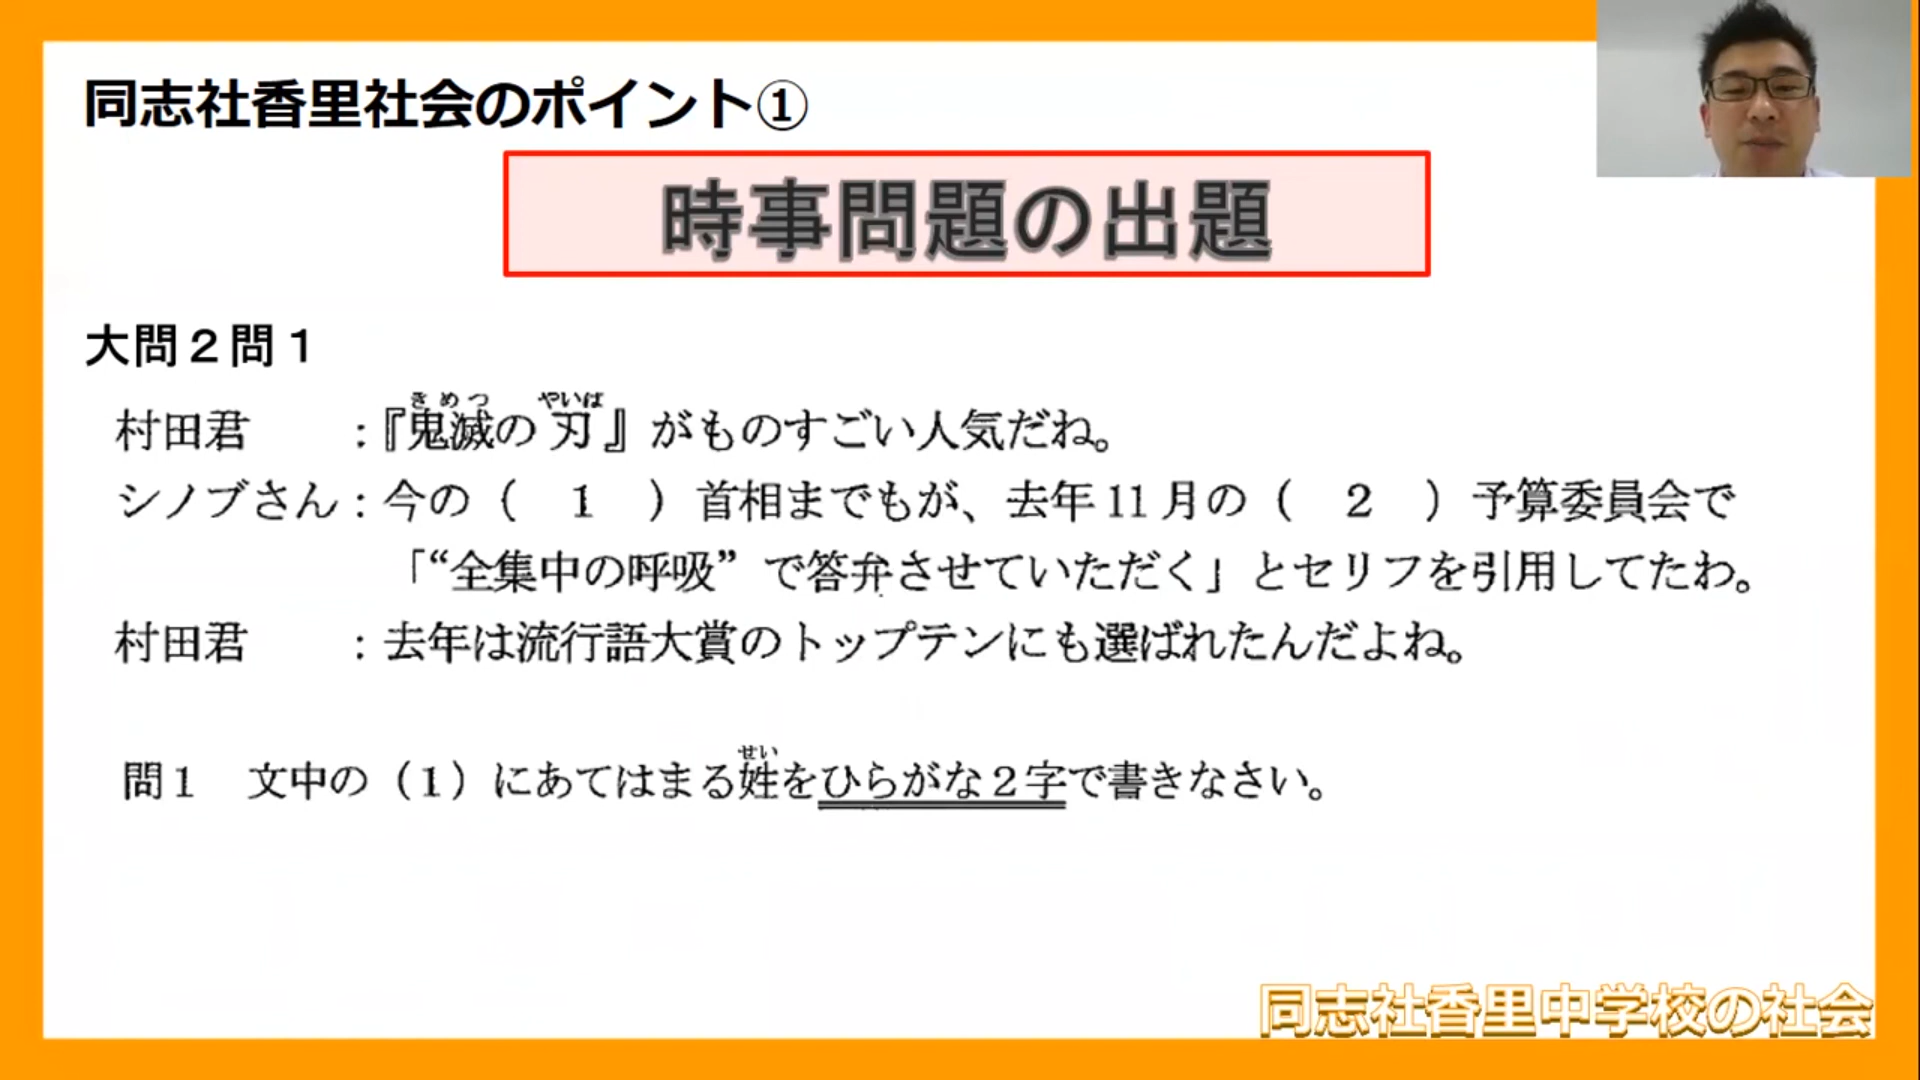 同志社香里社会のポイント①
時事問題の出題
大問２問１
きめつ やいば
村田君 :『鬼滅の刃』がものすごい人気だね。
シノブさん：今の（ 1 ）首相までもが、去年11月の（ 2 ）予算委員会で
「“全集中の呼吸”で答弁させていただく」とセリフを引用してたわ。
村田君 ：去年は流行語大賞のトップテンにも選ばれたんだよね。
せい
問１ 文中の（１）にあてはまる姓をひらがな２字で書きなさい。
同志社香里中学校の社会